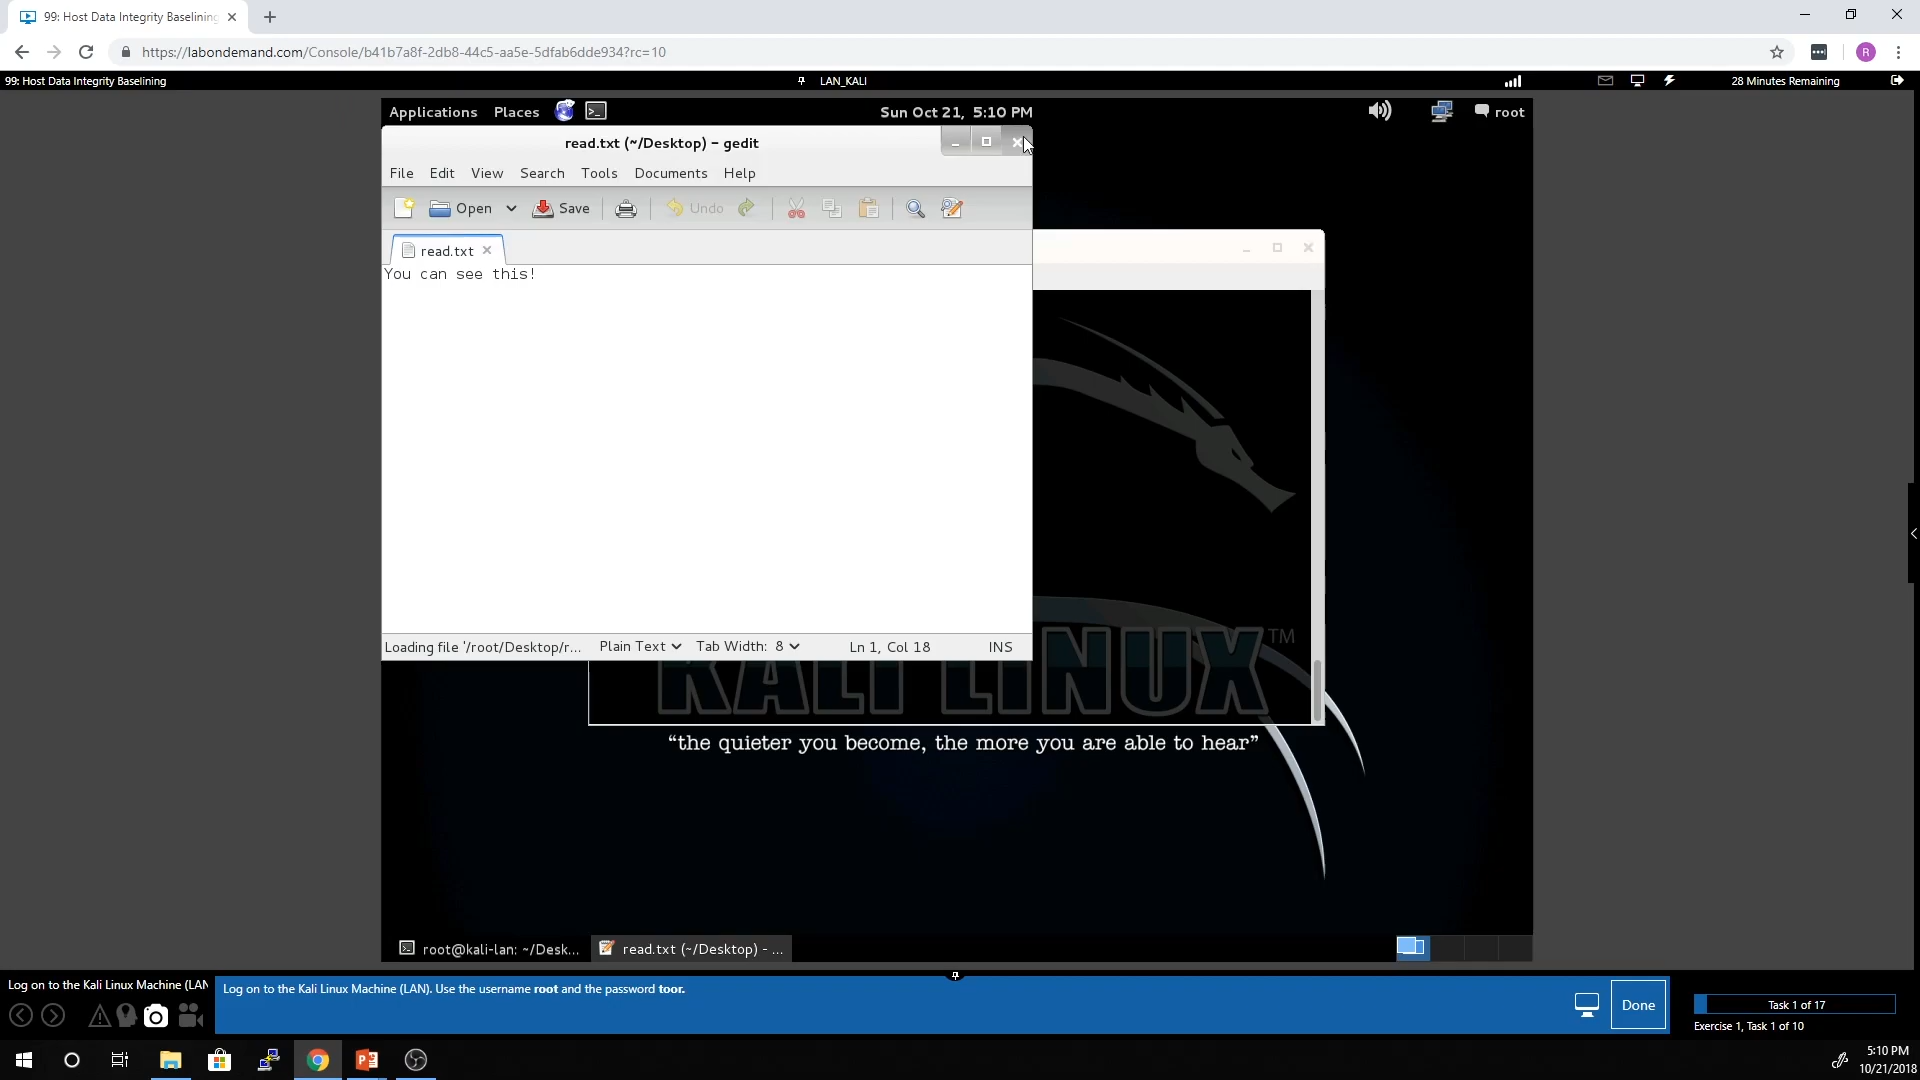 99: Host Data Integrity Baselining
https://labondemand.com/Console/b41b7a8f-2db8-44c5-aa5e-5dfab6dde934?rc=10
R
99: Host Data Integrity Baselining
LAN_KALI
28 Minutes Remaining
Applications Places
Sun Oct 21, 5:10 PM
root
read.txt (~/Desktop) - gedit
File Edit View Search Tools Documents Help
Open Save Undo
read.txt
You can see this!
Loading file '/root/Desktop/r... Plain Text Tab Width: 8 Ln 1, Col 18 INS
KALI LINUX™
“the quieter you become, the more you are able to hear”
root@kali-lan: ~/Desk...
read.txt (~/Desktop) - ...
Log on to the Kali Linux Machine (LAN
Log on to the Kali Linux Machine (LAN). Use the username root and the password toor.
Done
Task 1 of 17
Exercise 1, Task 1 of 10
5:10 PM
10/21/2018